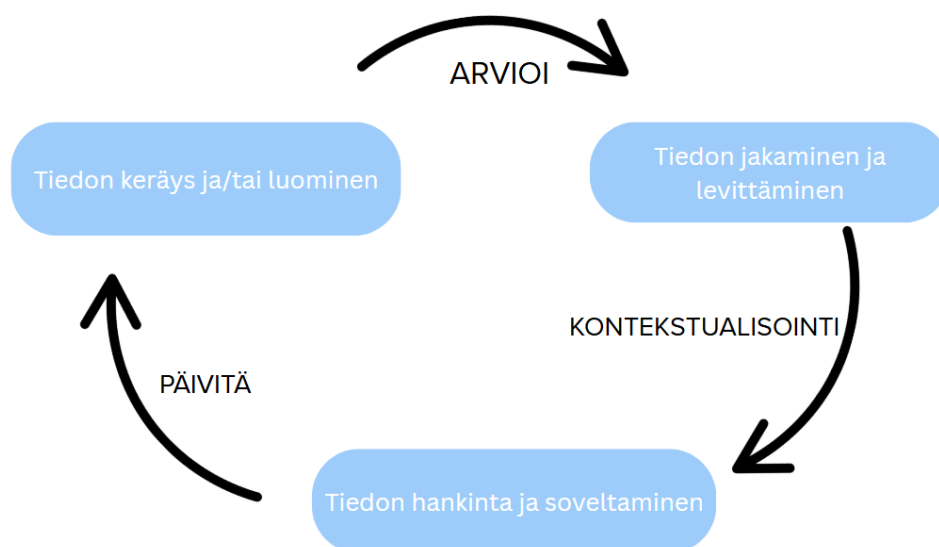 ARVIOI
Tiedon keräys ja/tai luominen
Tiedon jakaminen ja
levittäminen
KONTEKSTUALISOINTI
PÄIVITÄ
Tiedon hankinta ja soveltaminen